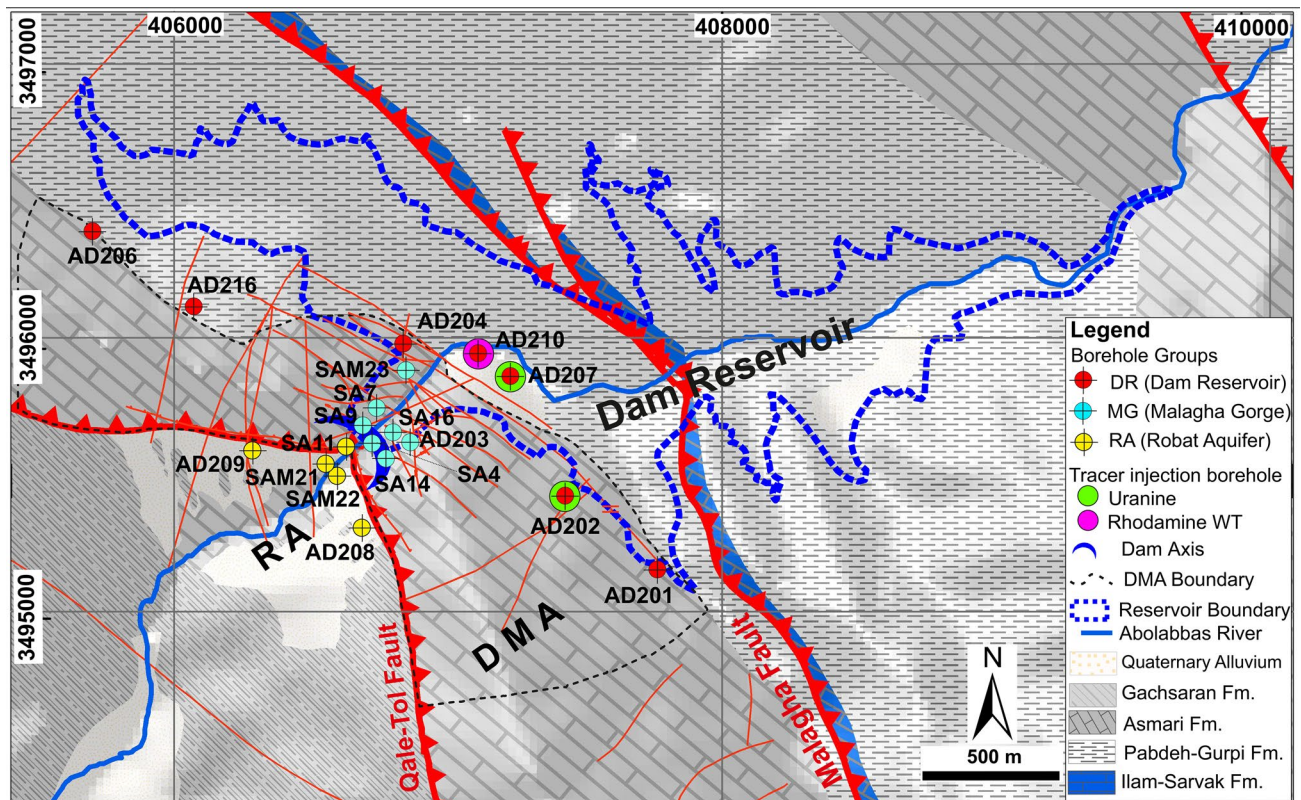 406000
408000
410000
3497000
3496000
3495000
AD206
AD216
AD204
AD210
AD207
SAM23
SA7
SA9
SA16
SA11
AD203
AD209
SAM21
SA4
SA14
SAM22
AD208
AD202
AD201
Dam Reservoir
RA
DMA
Qale-Tol Fault
Malagha Fault
N
500 m
Legend
Borehole Groups
DR (Dam Reservoir)
MG (Malagha Gorge)
RA (Robat Aquifer)
Tracer injection borehole
Uranine
Rhodamine WT
Dam Axis
DMA Boundary
Reservoir Boundary
Abolabbas River
Quaternary Alluvium
Gachsaran Fm.
Asmari Fm.
Pabdeh-Gurpi Fm.
Ilam-Sarvak Fm.